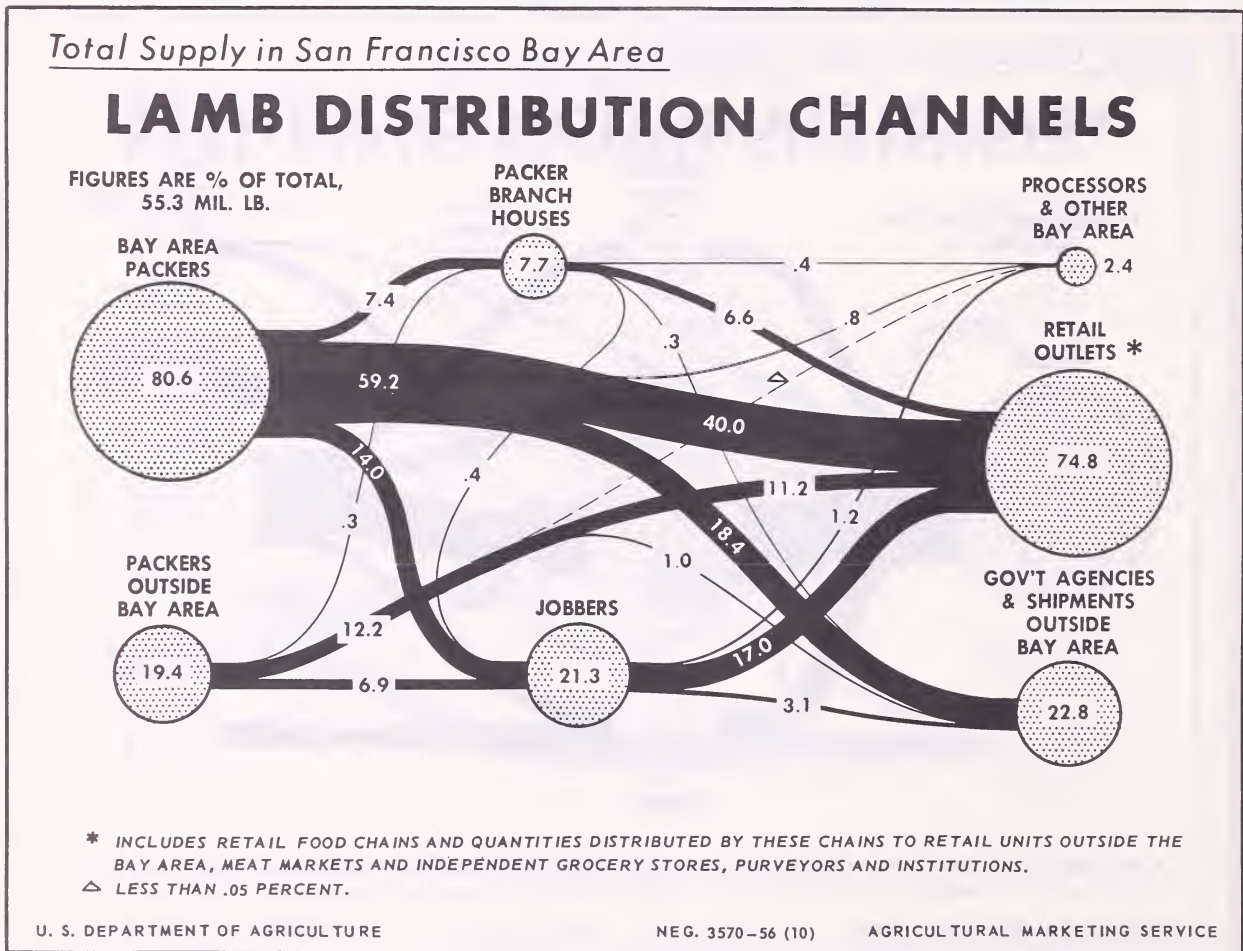 Total Supply in San Francisco Bay Area
LAMB DISTRIBUTION CHANNELS
FIGURES ARE % OF TOTAL,
55.3 MIL. LB.
BAY AREA
PACKERS
80.6
PACKER
BRANCH
HOUSES
7.7
PROCESSORS
& OTHER
BAY AREA
2.4
RETAIL
OUTLETS *
74.8
7.4
.4
6.6
.8
.3
△
59.2
40.0
14.0
.4
11.2
.3
18.4
1.2
1.0
PACKERS
OUTSIDE
BAY AREA
19.4
12.2
6.9
JOBBERS
21.3
17.0
3.1
GOV'T AGENCIES
& SHIPMENTS
OUTSIDE
BAY AREA
22.8
* INCLUDES RETAIL FOOD CHAINS AND QUANTITIES DISTRIBUTED BY THESE CHAINS TO RETAIL UNITS OUTSIDE THE
BAY AREA, MEAT MARKETS AND INDEPENDENT GROCERY STORES, PURVEYORS AND INSTITUTIONS.
△ LESS THAN .05 PERCENT.
U. S. DEPARTMENT OF AGRICULTURE
NEG. 3570-56 (10)
AGRICULTURAL MARKETING SERVICE